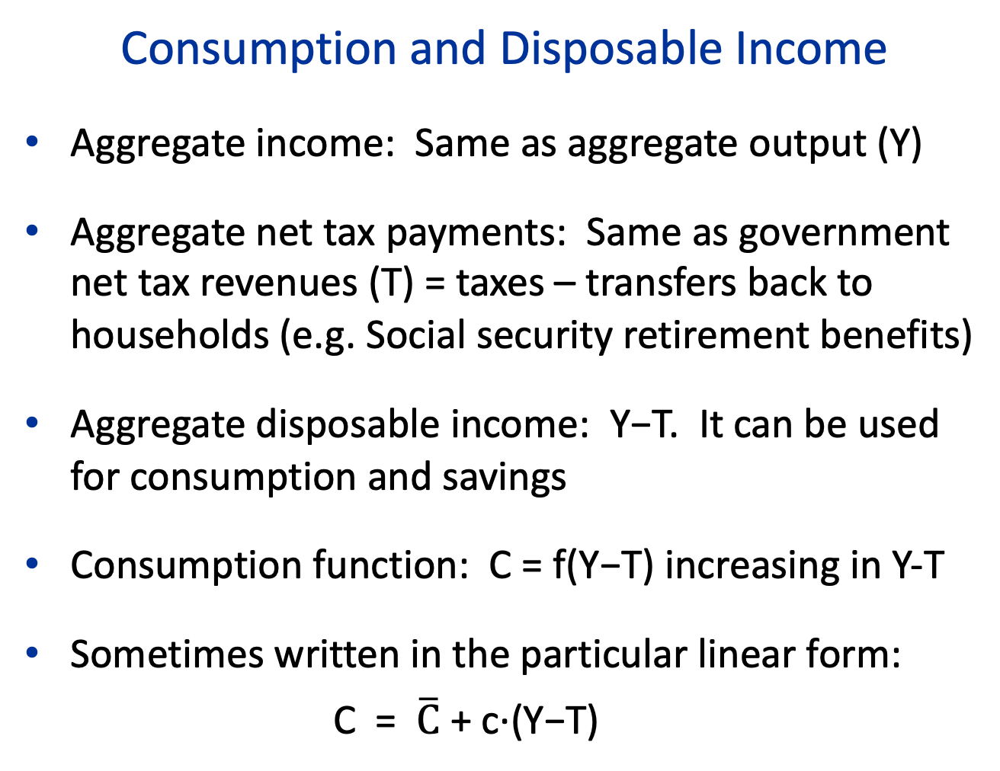 Consumption and Disposable Income
• Aggregate income:  Same as aggregate output (Y)
• Aggregate net tax payments:  Same as government
net tax revenues (T) = taxes – transfers back to
households (e.g. Social security retirement benefits)
• Aggregate disposable income:  Y−T.  It can be used
for consumption and savings
• Consumption function:  C = f(Y−T) increasing in Y-T
• Sometimes written in the particular linear form:
C  =  C̅ + c·(Y−T)